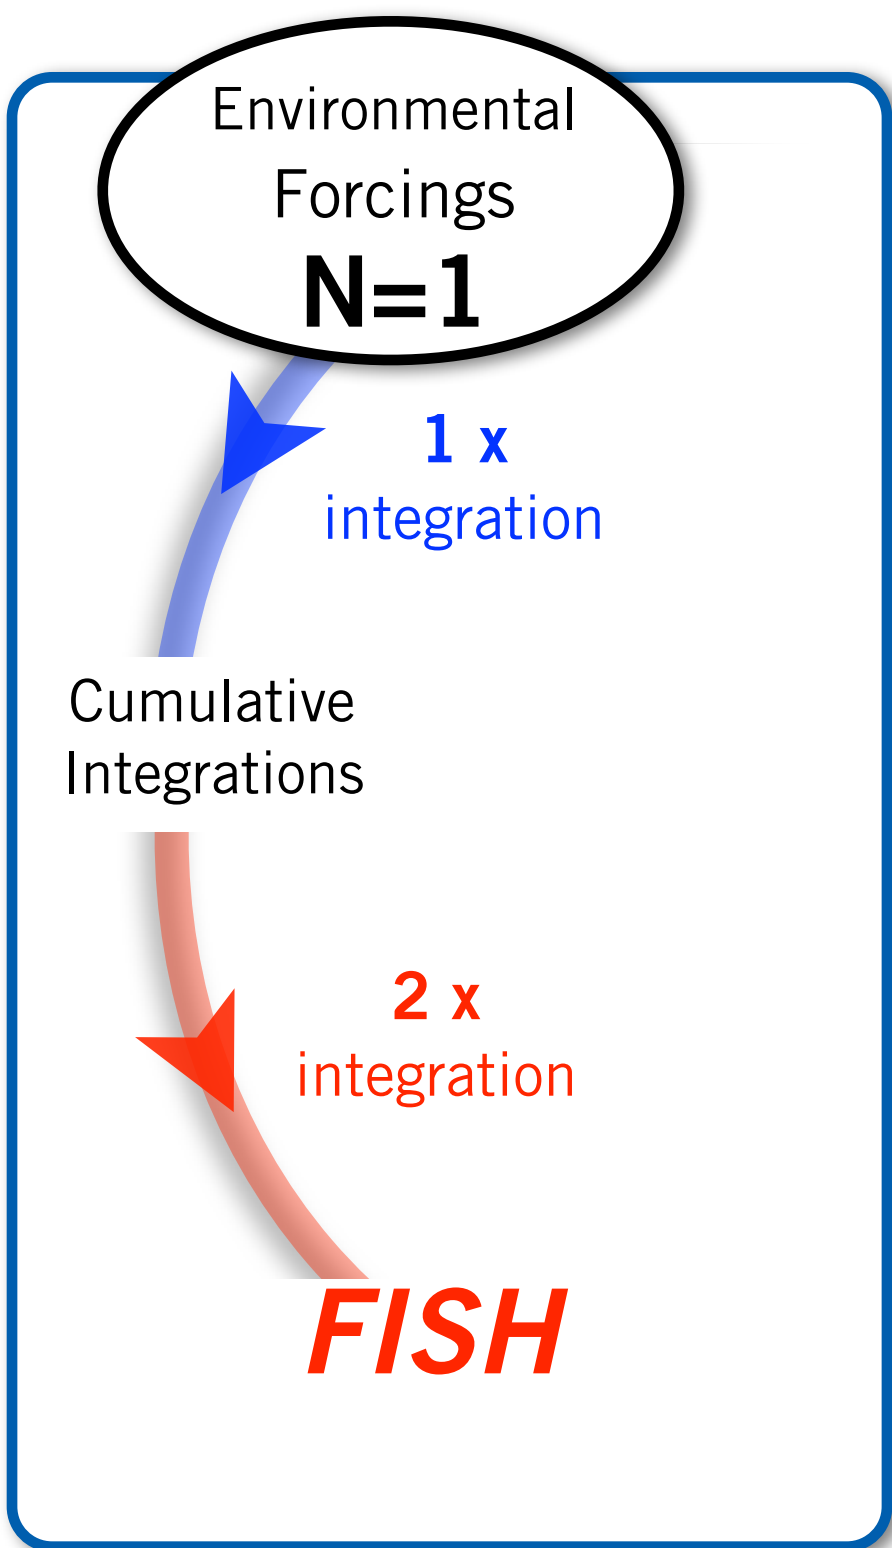 Environmental
Forcings
N=1
1 x
integration
Cumulative
Integrations
2 x
integration
FISH